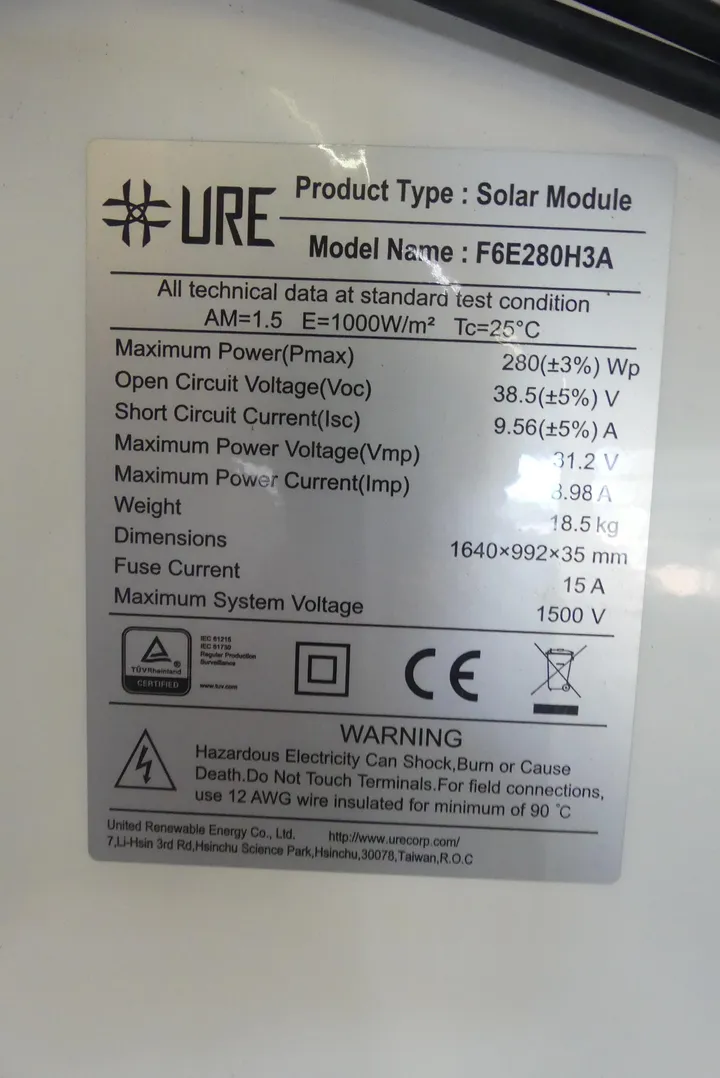 URE
Product Type : Solar Module
Model Name : F6E280H3A
All technical data at standard test condition
AM=1.5 E=1000W/m² Tc=25°C
Maximum Power(Pmax) 280(±3%) Wp
Open Circuit Voltage(Voc) 38.5(±5%) V
Short Circuit Current(Isc) 9.56(±5%) A
Maximum Power Voltage(Vmp) 31.2 V
Maximum Power Current(Imp) 8.98 A
Weight 18.5 kg
Dimensions 1640×992×35 mm
Fuse Current 15 A
Maximum System Voltage 1500 V
TÜVRheinland
CERTIFIED
IEC 61215
IEC 61730
Regular Production
Surveillance
www.tuv.com
CE
WARNING
Hazardous Electricity Can Shock,Burn or Cause
Death.Do Not Touch Terminals.For field connections,
use 12 AWG wire insulated for minimum of 90 °C
United Renewable Energy Co., Ltd. http://www.urecorp.com/
7,Li-Hsin 3rd Rd,Hsinchu Science Park,Hsinchu,30078,Taiwan,R.O.C